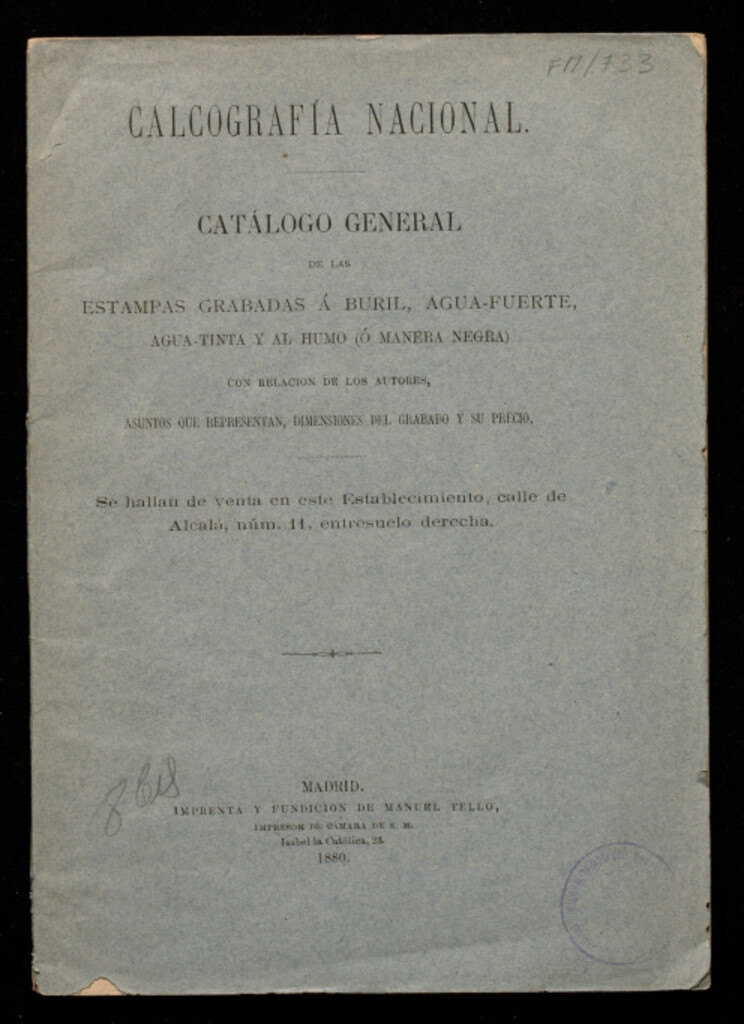 FM/733
CALCOGRAFÍA NACIONAL.
CATÁLOGO GENERAL
DE LAS
ESTAMPAS GRABADAS Á BURIL, AGUA-FUERTE,
AGUA-TINTA Y AL HUMO (Ó MANERA NEGRA)
CON RELACION DE LOS AUTORES,
ASUNTOS QUE REPRESENTAN, DIMENSIONES DEL GRABADO Y SU PRECIO.
Se hallan de venta en este Establecimiento, calle de
Alcalá, núm. 11, entresuelo derecha.
MADRID.
IMPRENTA Y FUNDICION DE MANUEL TELLO,
IMPRESOR DE CÁMARA DE S. M.
Isabel la Católica, 23.
1880.